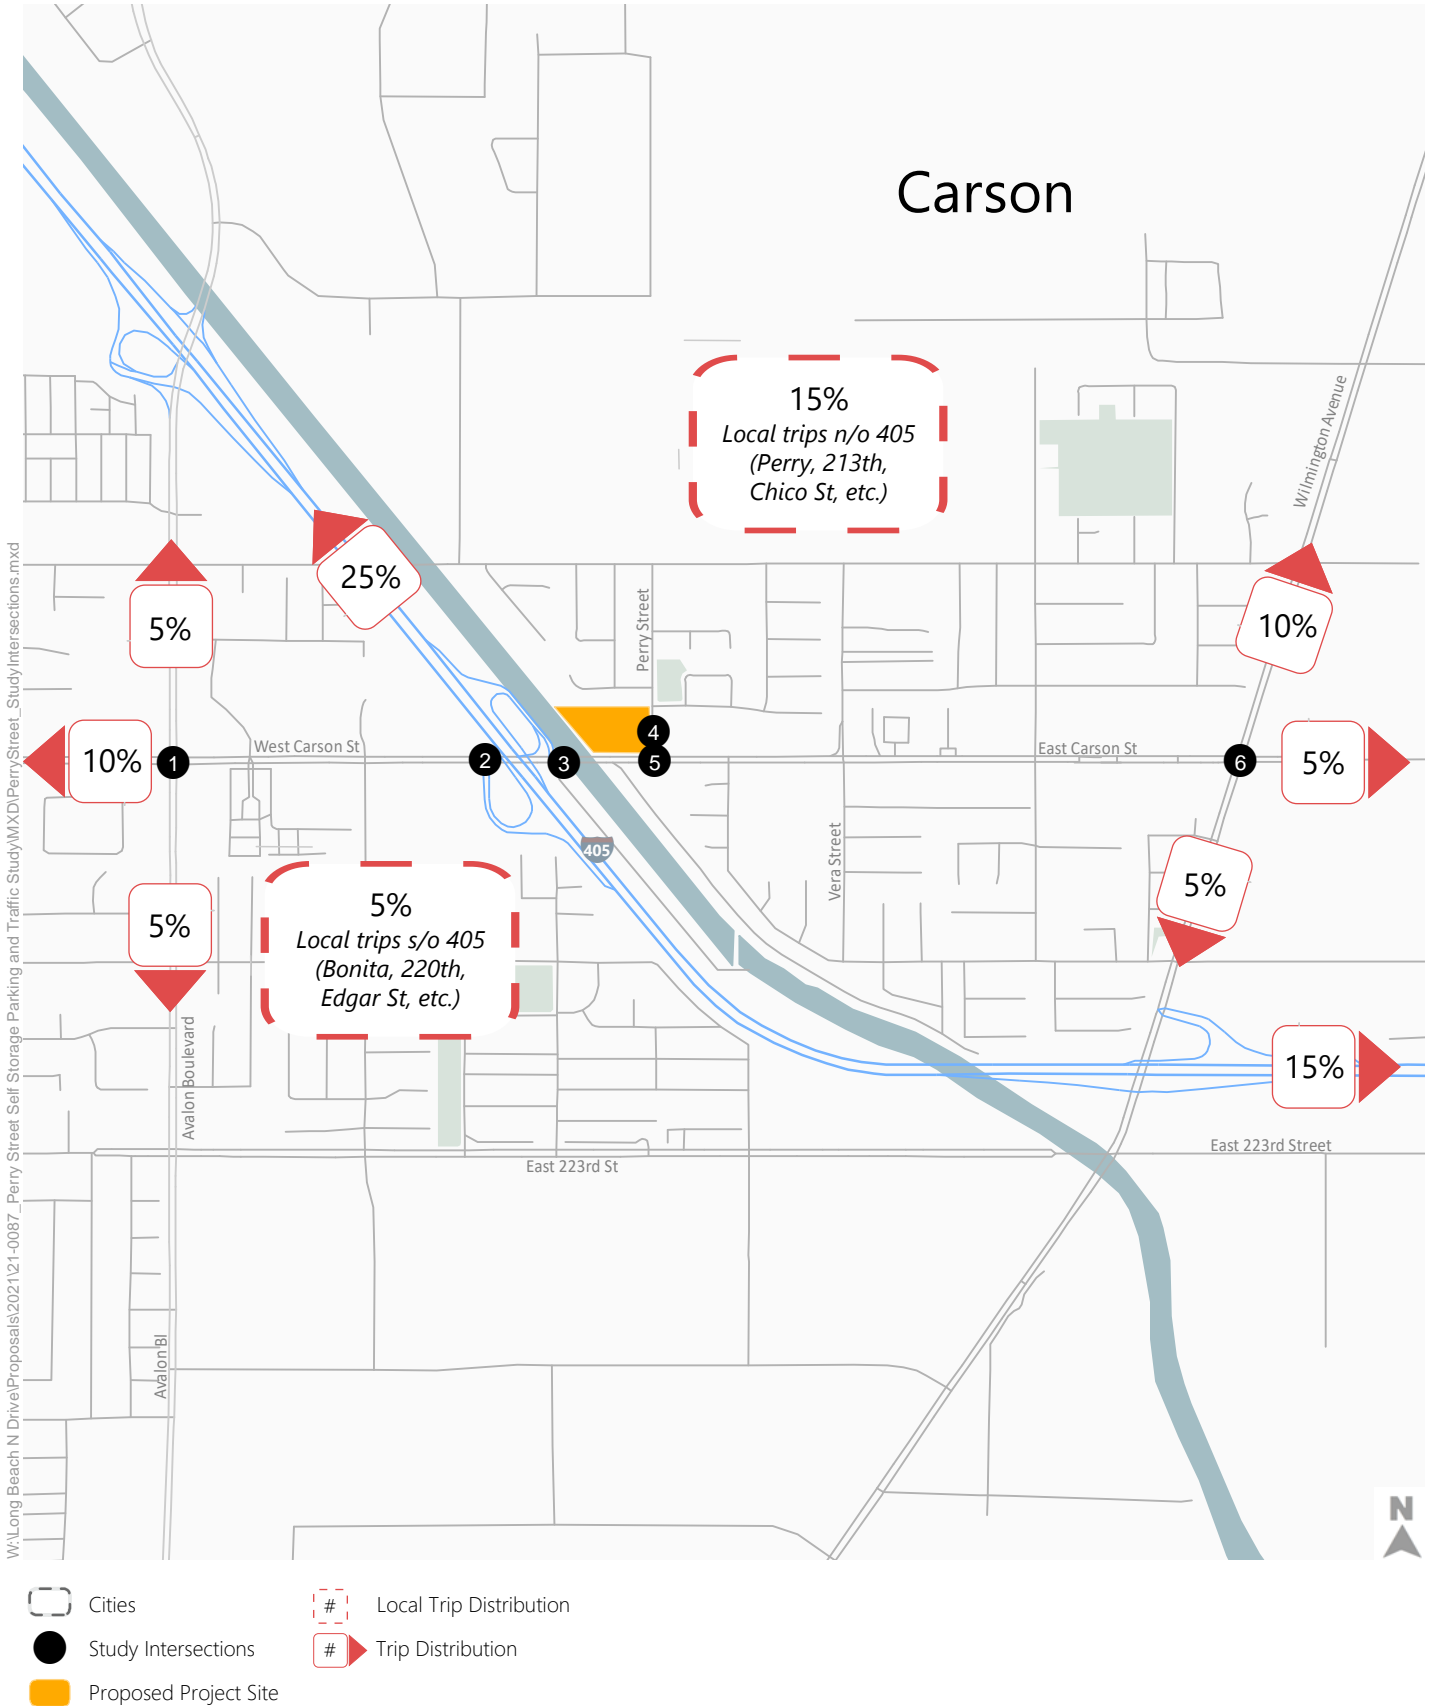 Carson
15%
Local trips n/o 405
(Perry, 213th,
Chico St, etc.)
Wilmington Avenue
25%
5%
Perry Street
10%
10%
1
West Carson St
2
3
4
5
East Carson St
6
5%
405
Vera Street
5%
5%
5%
Local trips s/o 405
(Bonita, 220th,
Edgar St, etc.)
Avalon Boulevard
15%
East 223rd St
East 223rd Street
Avalon Bl
N
W:\Long Beach N Drive\Proposals\2021\21-0087_Perry Street Self Storage Parking and Traffic Study\MXD\PerryStreet_StudyIntersections.mxd
Cities
# Local Trip Distribution
Study Intersections
# Trip Distribution
Proposed Project Site